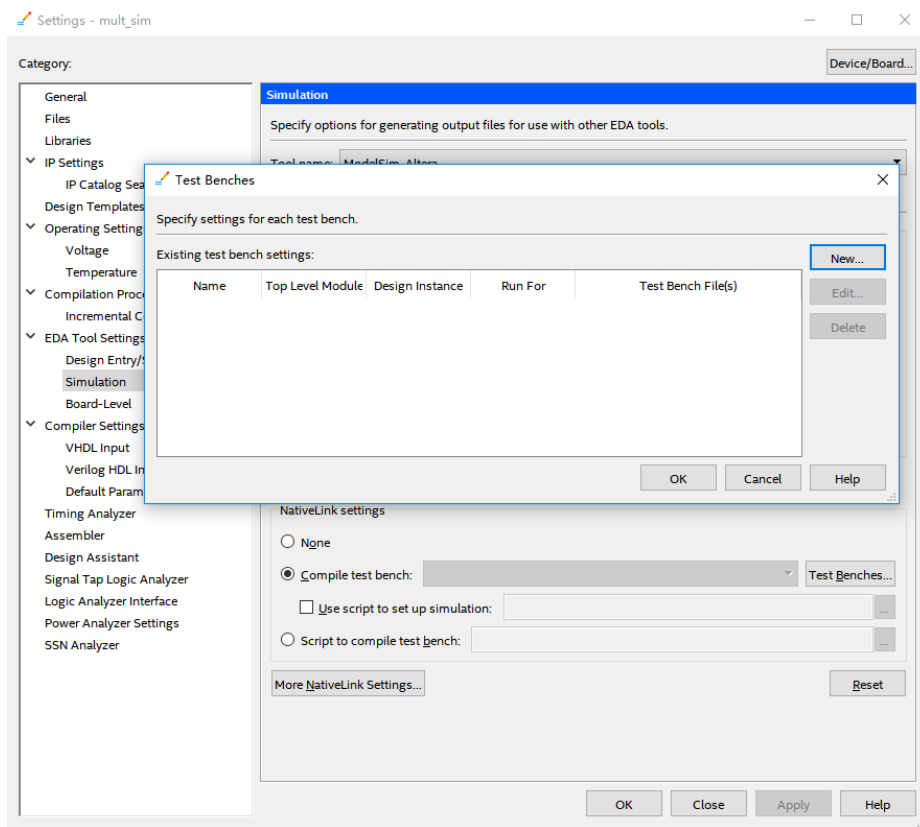 Settings - mult_sim
Category:
Device/Board...
General
Files
Libraries
IP Settings
IP Catalog Sea
Design Templates
Operating Setting
Voltage
Temperature
Compilation Proce
Incremental C
EDA Tool Settings
Design Entry/S
Simulation
Board-Level
Compiler Settings
VHDL Input
Verilog HDL In
Default Param
Timing Analyzer
Assembler
Design Assistant
Signal Tap Logic Analyzer
Logic Analyzer Interface
Power Analyzer Settings
SSN Analyzer
Simulation
Specify options for generating output files for use with other EDA tools.
Tool name: ModelSim-Altera
Test Benches
Specify settings for each test bench.
Existing test bench settings:
Name Top Level Module Design Instance Run For Test Bench File(s)
New...
Edit...
Delete
OK Cancel Help
NativeLink settings
None
Compile test bench: Test Benches...
Use script to set up simulation: ...
Script to compile test bench: ...
More NativeLink Settings... Reset
OK Close Apply Help